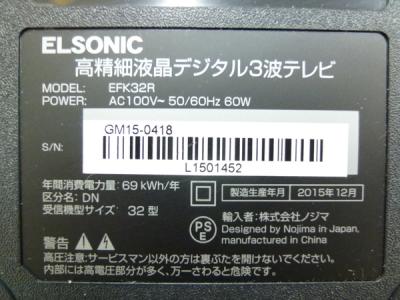 ELSONIC
高精細液晶デジタル3波テレビ
MODEL: EFK32R
POWER: AC100V~ 50/60Hz 60W
GM15-0418
S/N:
L1501452
年間消費電力量:69 kWh/年
区分名:DN
受信機型サイズ:32 型
製造生産年月 2015年12月
PSE
輸入者:株式会社ノジマ
Designed by Nojima in Japan,
manufactured in China
警告
高圧注意:サービスマン以外の方は裏ぶたを開けないでください。
内部には高電圧部分が多く、万一さわると危険です。